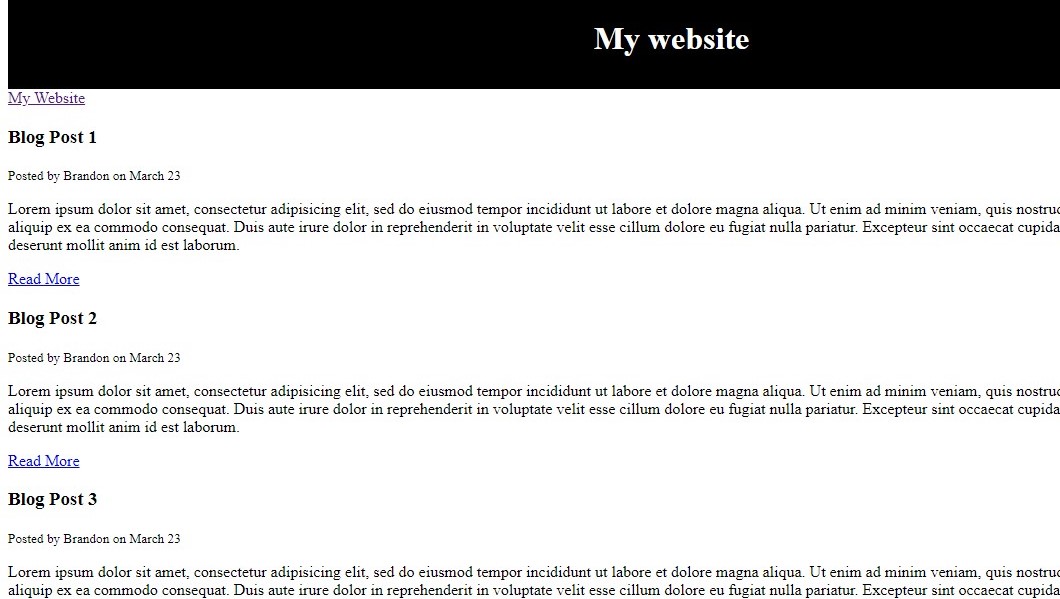 My website
My Website
Blog Post 1
Posted by Brandon on March 23
Lorem ipsum dolor sit amet, consectetur adipisicing elit, sed do eiusmod tempor incididunt ut labore et dolore magna aliqua. Ut enim ad minim veniam, quis nostrud
aliquip ex ea commodo consequat. Duis aute irure dolor in reprehenderit in voluptate velit esse cillum dolore eu fugiat nulla pariatur. Excepteur sint occaecat cupida
deserunt mollit anim id est laborum.
Read More
Blog Post 2
Posted by Brandon on March 23
Lorem ipsum dolor sit amet, consectetur adipisicing elit, sed do eiusmod tempor incididunt ut labore et dolore magna aliqua. Ut enim ad minim veniam, quis nostrud
aliquip ex ea commodo consequat. Duis aute irure dolor in reprehenderit in voluptate velit esse cillum dolore eu fugiat nulla pariatur. Excepteur sint occaecat cupida
deserunt mollit anim id est laborum.
Read More
Blog Post 3
Posted by Brandon on March 23
Lorem ipsum dolor sit amet, consectetur adipisicing elit, sed do eiusmod tempor incididunt ut labore et dolore magna aliqua. Ut enim ad minim veniam, quis nostrud
aliquip ex ea commodo consequat. Duis aute irure dolor in reprehenderit in voluptate velit esse cillum dolore eu fugiat nulla pariatur. Excepteur sint occaecat cupida